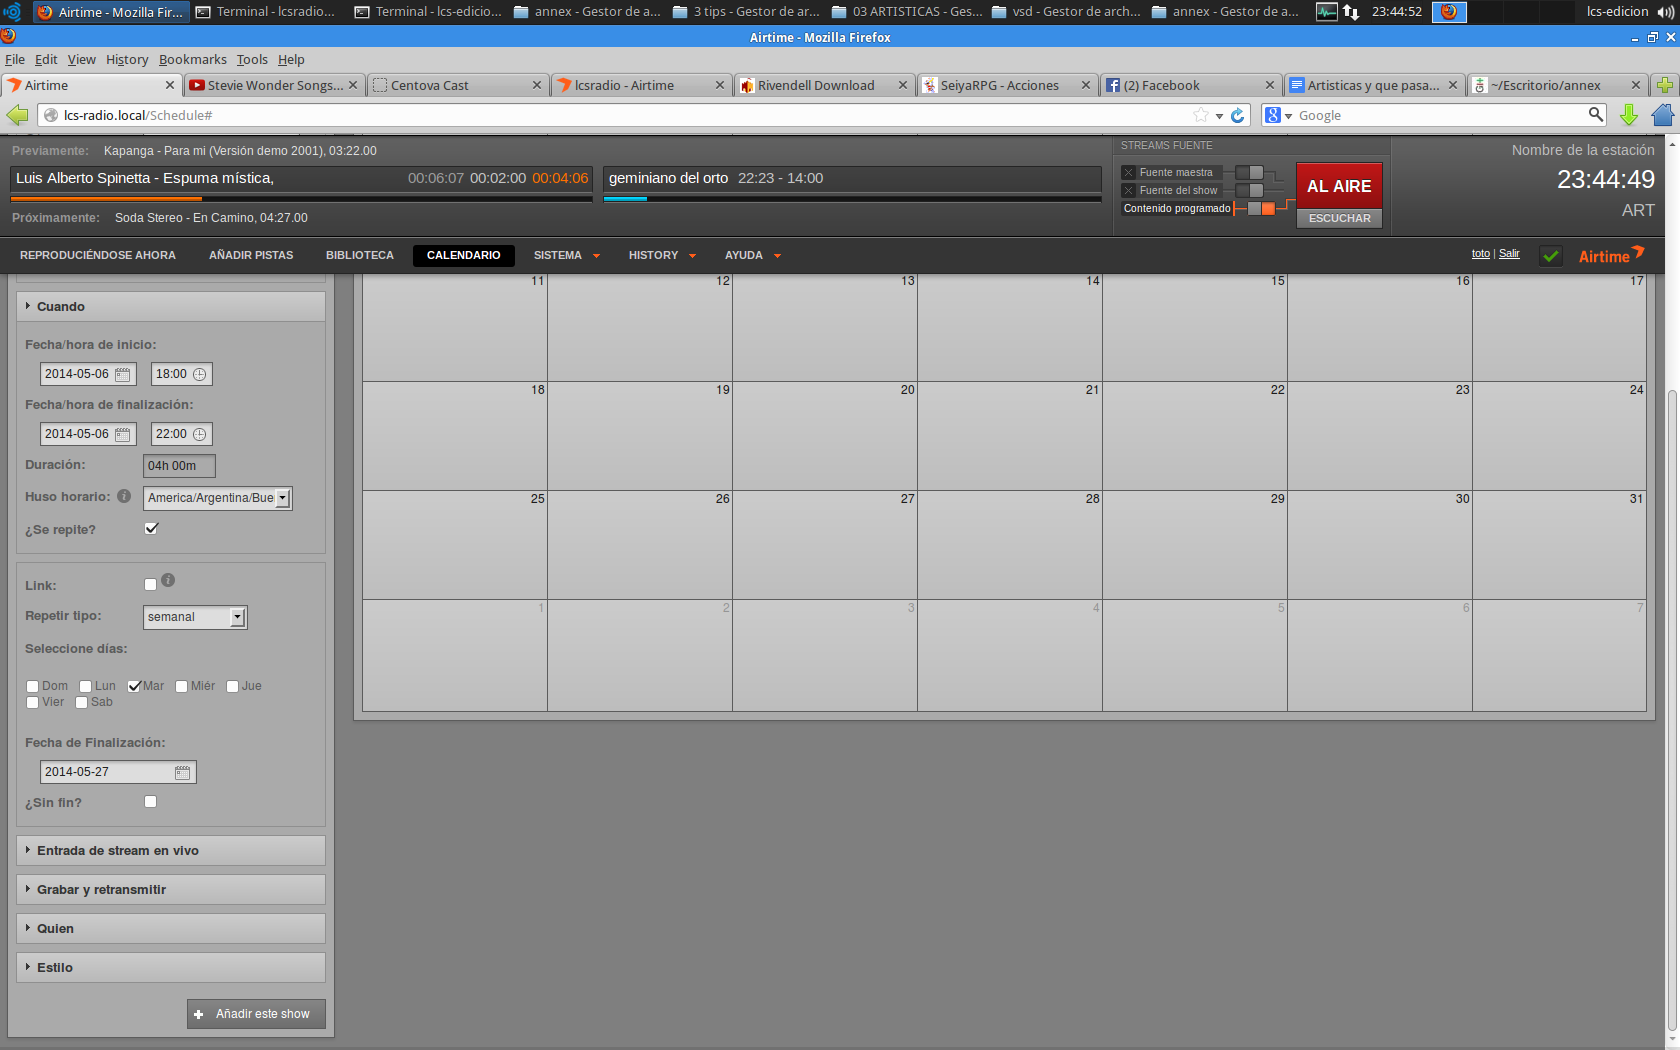 Airtime - Mozilla Fir... Terminal - lcsradio... Terminal - lcs-edicio... annex - Gestor de a... 3 tips - Gestor de ar... 03 ARTISTICAS - Ges... vsd - Gestor de arch... annex - Gestor de a... 23:44:52 lcs-edicion
Airtime - Mozilla Firefox
File Edit View History Bookmarks Tools Help
Airtime Stevie Wonder Songs... Centova Cast lcsradio - Airtime Rivendell Download SeiyaRPG - Acciones (2) Facebook Artisticas y que pasa... ~/Escritorio/annex
lcs-radio.local/Schedule# Google
Previamente: Kapanga - Para mi (Versión demo 2001), 03:22.00
Luis Alberto Spinetta - Espuma mística, 00:06:07 00:02:00 00:04:06
geminiano del orto 22:23 - 14:00
Próximamente: Soda Stereo - En Camino, 04:27.00
STREAMS FUENTE
Fuente maestra
Fuente del show
Contenido programado
AL AIRE
ESCUCHAR
Nombre de la estación
23:44:49
ART
REPRODUCIÉNDOSE AHORA AÑADIR PISTAS BIBLIOTECA CALENDARIO SISTEMA HISTORY AYUDA
toto | Salir
Airtime
Cuando
Fecha/hora de inicio:
2014-05-06 18:00
Fecha/hora de finalización:
2014-05-06 22:00
Duración: 04h 00m
Huso horario: i America/Argentina/Bue
¿Se repite?
Link: i
Repetir tipo: semanal
Seleccione días:
Dom Lun Mar Miér Jue
Vier Sab
Fecha de Finalización:
2014-05-27
¿Sin fin?
Entrada de stream en vivo
Grabar y retransmitir
Quien
Estilo
Añadir este show
11 12 13 14 15 16 17
18 19 20 21 22 23 24
25 26 27 28 29 30 31
1 2 3 4 5 6 7